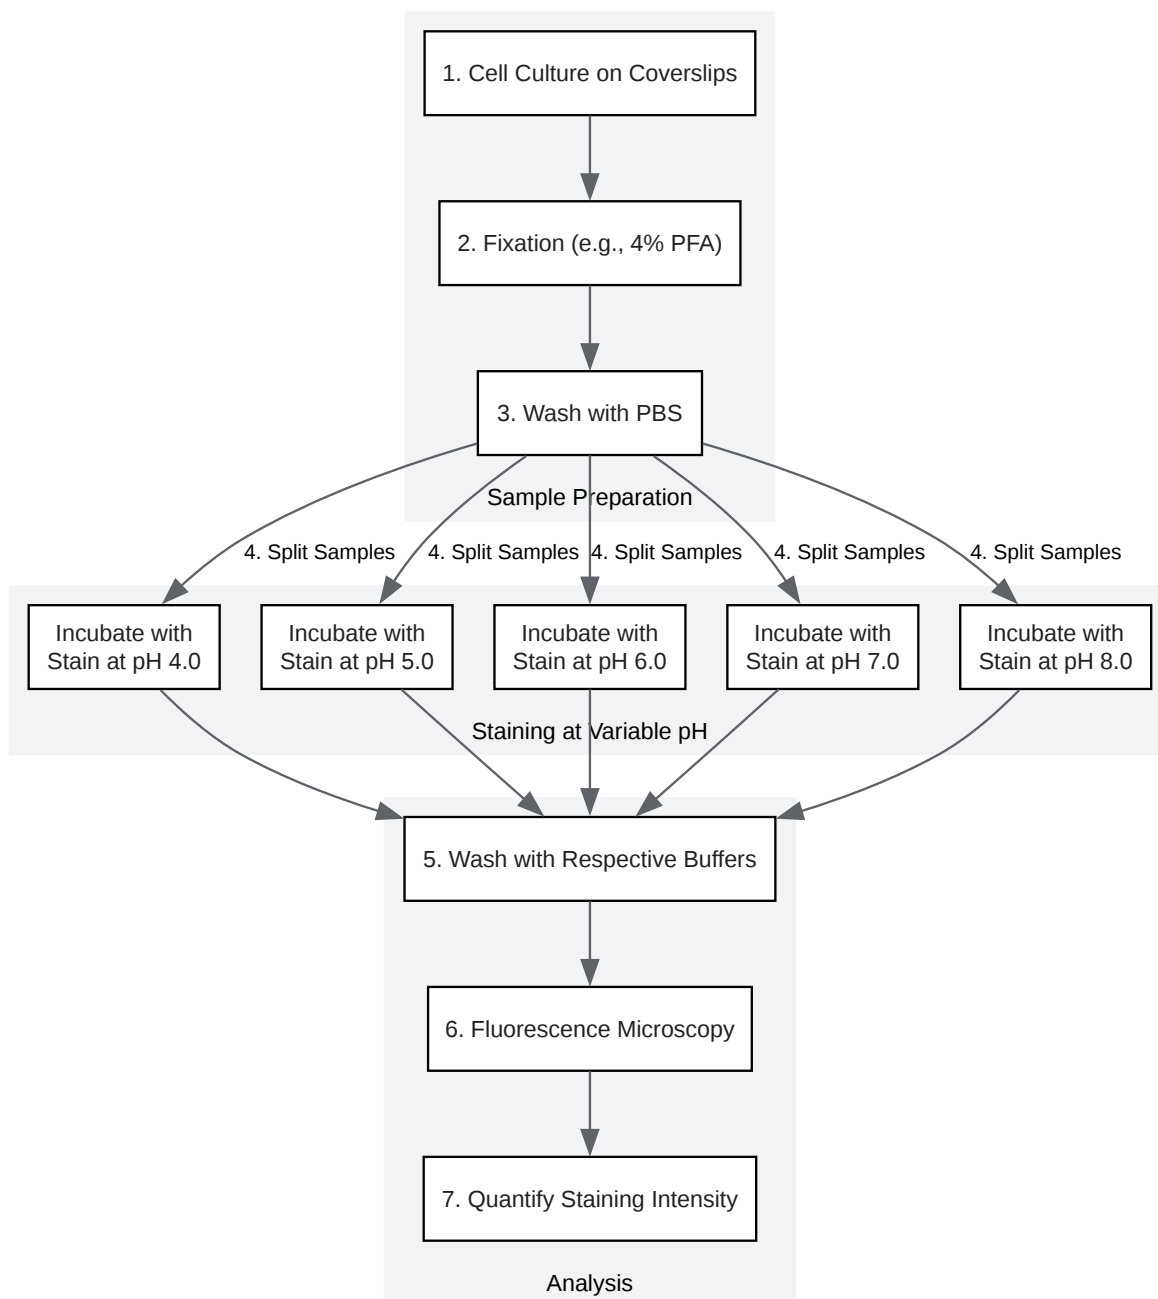 1. Cell Culture on Coverslips
2. Fixation (e.g., 4% PFA)
3. Wash with PBS
Sample Preparation
4. Split Samples
4. Split Samples
4. Split Samples
4. Split Samples
4. Split Samples
Incubate with
Stain at pH 4.0
Incubate with
Stain at pH 5.0
Incubate with
Stain at pH 6.0
Incubate with
Stain at pH 7.0
Incubate with
Stain at pH 8.0
Staining at Variable pH
5. Wash with Respective Buffers
6. Fluorescence Microscopy
7. Quantify Staining Intensity
Analysis